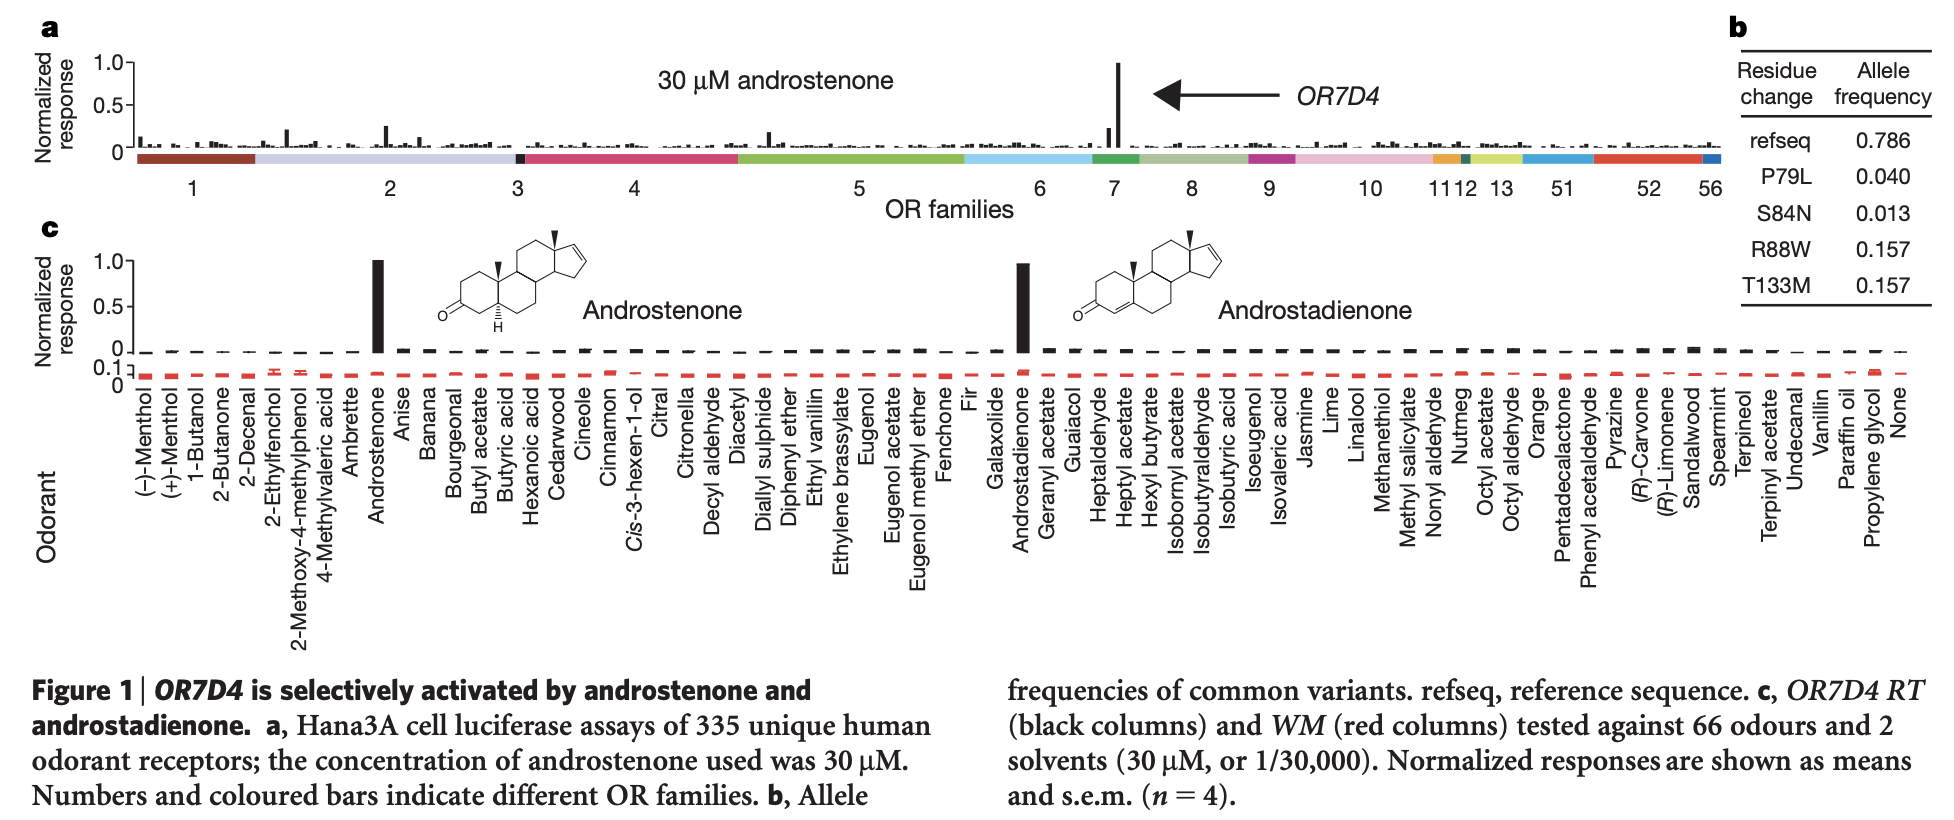 a
b
Normalized
response
1.0
0.5
0
30 μM androstenone
OR7D4
1 2 3 4 5 6 7 8 9 10 11 12 13 51 52 56
OR families
Residue change Allele frequency
refseq 0.786
P79L 0.040
S84N 0.013
R88W 0.157
T133M 0.157
c
Normalized
response
1.0
0.5
0
0.1
0
O
H
Androstenone
O
Androstadienone
Odorant
(–)-Menthol
(+)-Menthol
1-Butanol
2-Butanone
2-Decenal
2-Ethylfenchol
2-Methoxy-4-methylphenol
4-Methylvaleric acid
Ambrette
Androstenone
Anise
Banana
Bourgeonal
Butyl acetate
Butyric acid
Hexanoic acid
Cedarwood
Cineole
Cinnamon
Cis-3-hexen-1-ol
Citral
Citronella
Decyl aldehyde
Diacetyl
Diallyl sulphide
Diphenyl ether
Ethyl vanillin
Ethylene brassylate
Eugenol
Eugenol acetate
Eugenol methyl ether
Fenchone
Fir
Galaxolide
Androstadienone
Geranyl acetate
Guaiacol
Heptaldehyde
Heptyl acetate
Hexyl butyrate
Isobornyl acetate
Isobutyraldehyde
Isobutyric acid
Isoeugenol
Isovaleric acid
Jasmine
Lime
Linalool
Methanethiol
Methyl salicylate
Nonyl aldehyde
Nutmeg
Octyl acetate
Octyl aldehyde
Orange
Pentadecalactone
Phenyl acetaldehyde
Pyrazine
(R)-Carvone
(R)-Limonene
Sandalwood
Spearmint
Terpineol
Terpinyl acetate
Undecanal
Vanillin
Paraffin oil
Propylene glycol
None
Figure 1 | OR7D4 is selectively activated by androstenone and
androstadienone. a, Hana3A cell luciferase assays of 335 unique human
odorant receptors; the concentration of androstenone used was 30 μM.
Numbers and coloured bars indicate different OR families. b, Allele
frequencies of common variants. refseq, reference sequence. c, OR7D4 RT
(black columns) and WM (red columns) tested against 66 odours and 2
solvents (30 μM, or 1/30,000). Normalized responses are shown as means
and s.e.m. (n = 4).